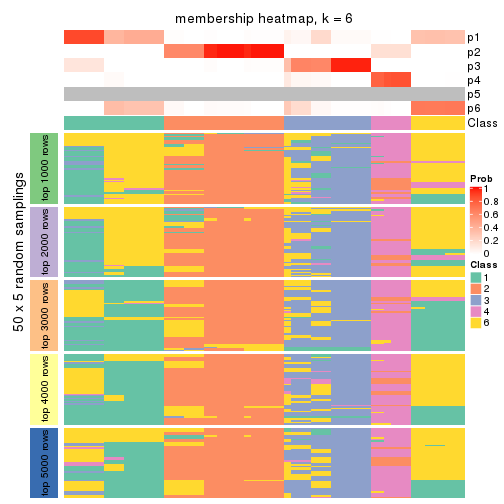 membership heatmap, k = 6
p1
p2
p3
p4
p5
p6
Class
50 x 5 random samplings
top 1000 rows
top 2000 rows
top 3000 rows
top 4000 rows
top 5000 rows
Prob
1
0.8
0.6
0.4
0.2
0
Class
1
2
3
4
6